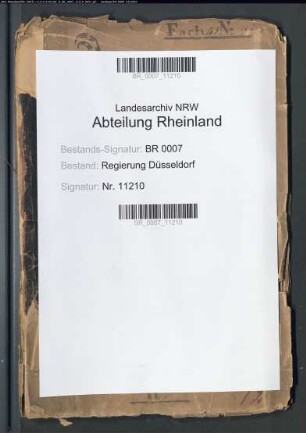 BR_0007_11210
Landesarchiv NRW
Abteilung Rheinland
Bestands-Signatur: BR 0007
Bestand: Regierung Düsseldorf
Signatur: Nr. 11210
BR_0007_11210